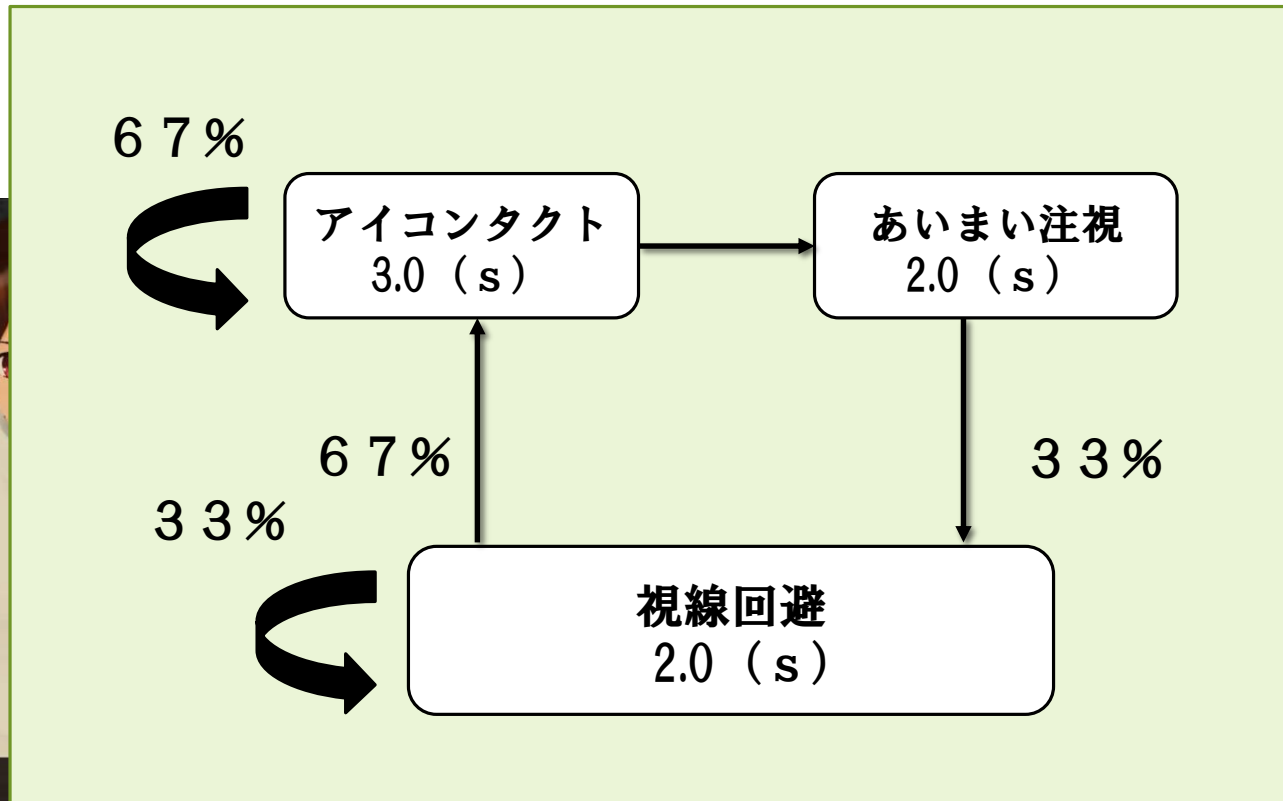 ６７%
アイコンタクト
3.0（ｓ）
あいまい注視
2.0（ｓ）
６７%
３３%
３３%
視線回避
2.0（ｓ）